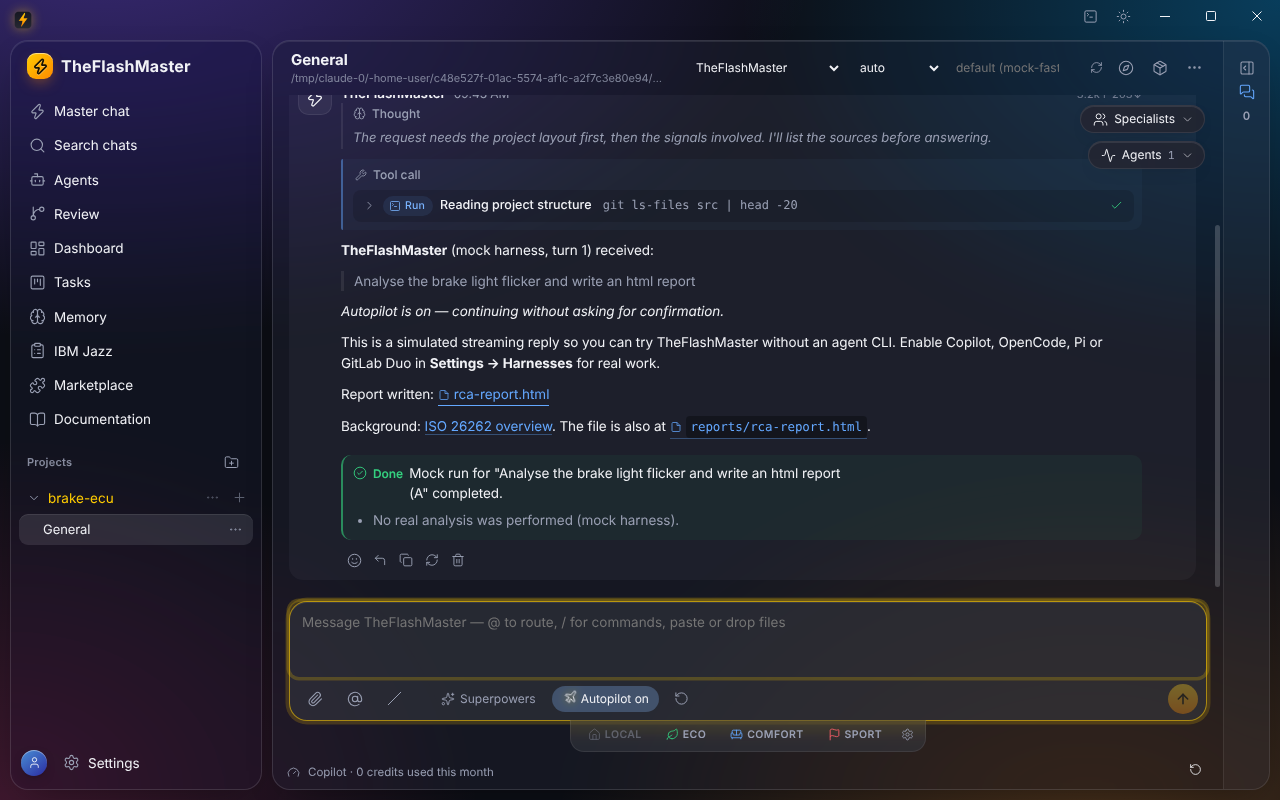 TheFlashMaster
Master chat
Search chats
Agents
Review
Dashboard
Tasks
Memory
IBM Jazz
Marketplace
Documentation
Projects
brake-ecu
General
Settings
General
/tmp/claude-0/-home-user/c48e527f-01ac-5574-af1c-a2f7c3e80e94/...
TheFlashMaster
auto
default (mock-fast
TheFlashMaster
Specialists
Agents 1
0
Thought
The request needs the project layout first, then the signals involved. I'll list the sources before answering.
Tool call
Run Reading project structure git ls-files src | head -20
TheFlashMaster (mock harness, turn 1) received:
Analyse the brake light flicker and write an html report
Autopilot is on — continuing without asking for confirmation.
This is a simulated streaming reply so you can try TheFlashMaster without an agent CLI. Enable Copilot, OpenCode, Pi or
GitLab Duo in Settings → Harnesses for real work.
Report written: rca-report.html
Background: ISO 26262 overview. The file is also at reports/rca-report.html.
Done Mock run for "Analyse the brake light flicker and write an html report
(A" completed.
• No real analysis was performed (mock harness).
Message TheFlashMaster — @ to route, / for commands, paste or drop files
Superpowers
Autopilot on
LOCAL ECO COMFORT SPORT
Copilot · 0 credits used this month